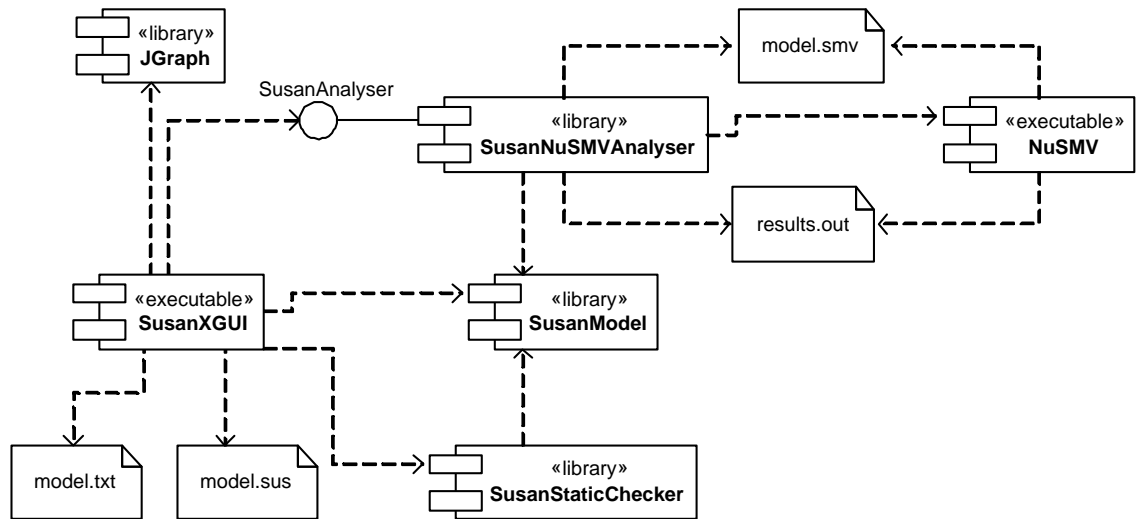 «library»
JGraph
model.smv
SusanAnalyser
«library»
SusanNuSMVAnalyser
«executable»
NuSMV
results.out
«executable»
SusanXGUI
«library»
SusanModel
model.txt
model.sus
«library»
SusanStaticChecker